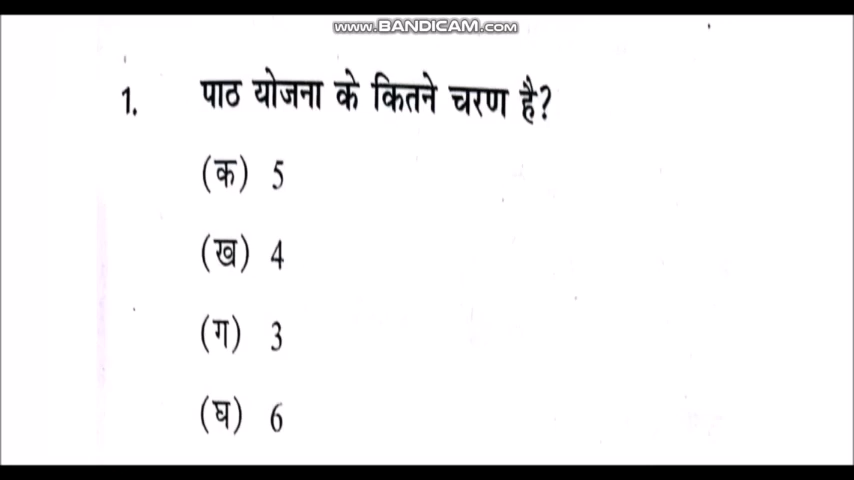 www.BANDICAM.com
1. पाठ योजना के कितने चरण है?
(क) 5
(ख) 4
(ग) 3
(घ) 6